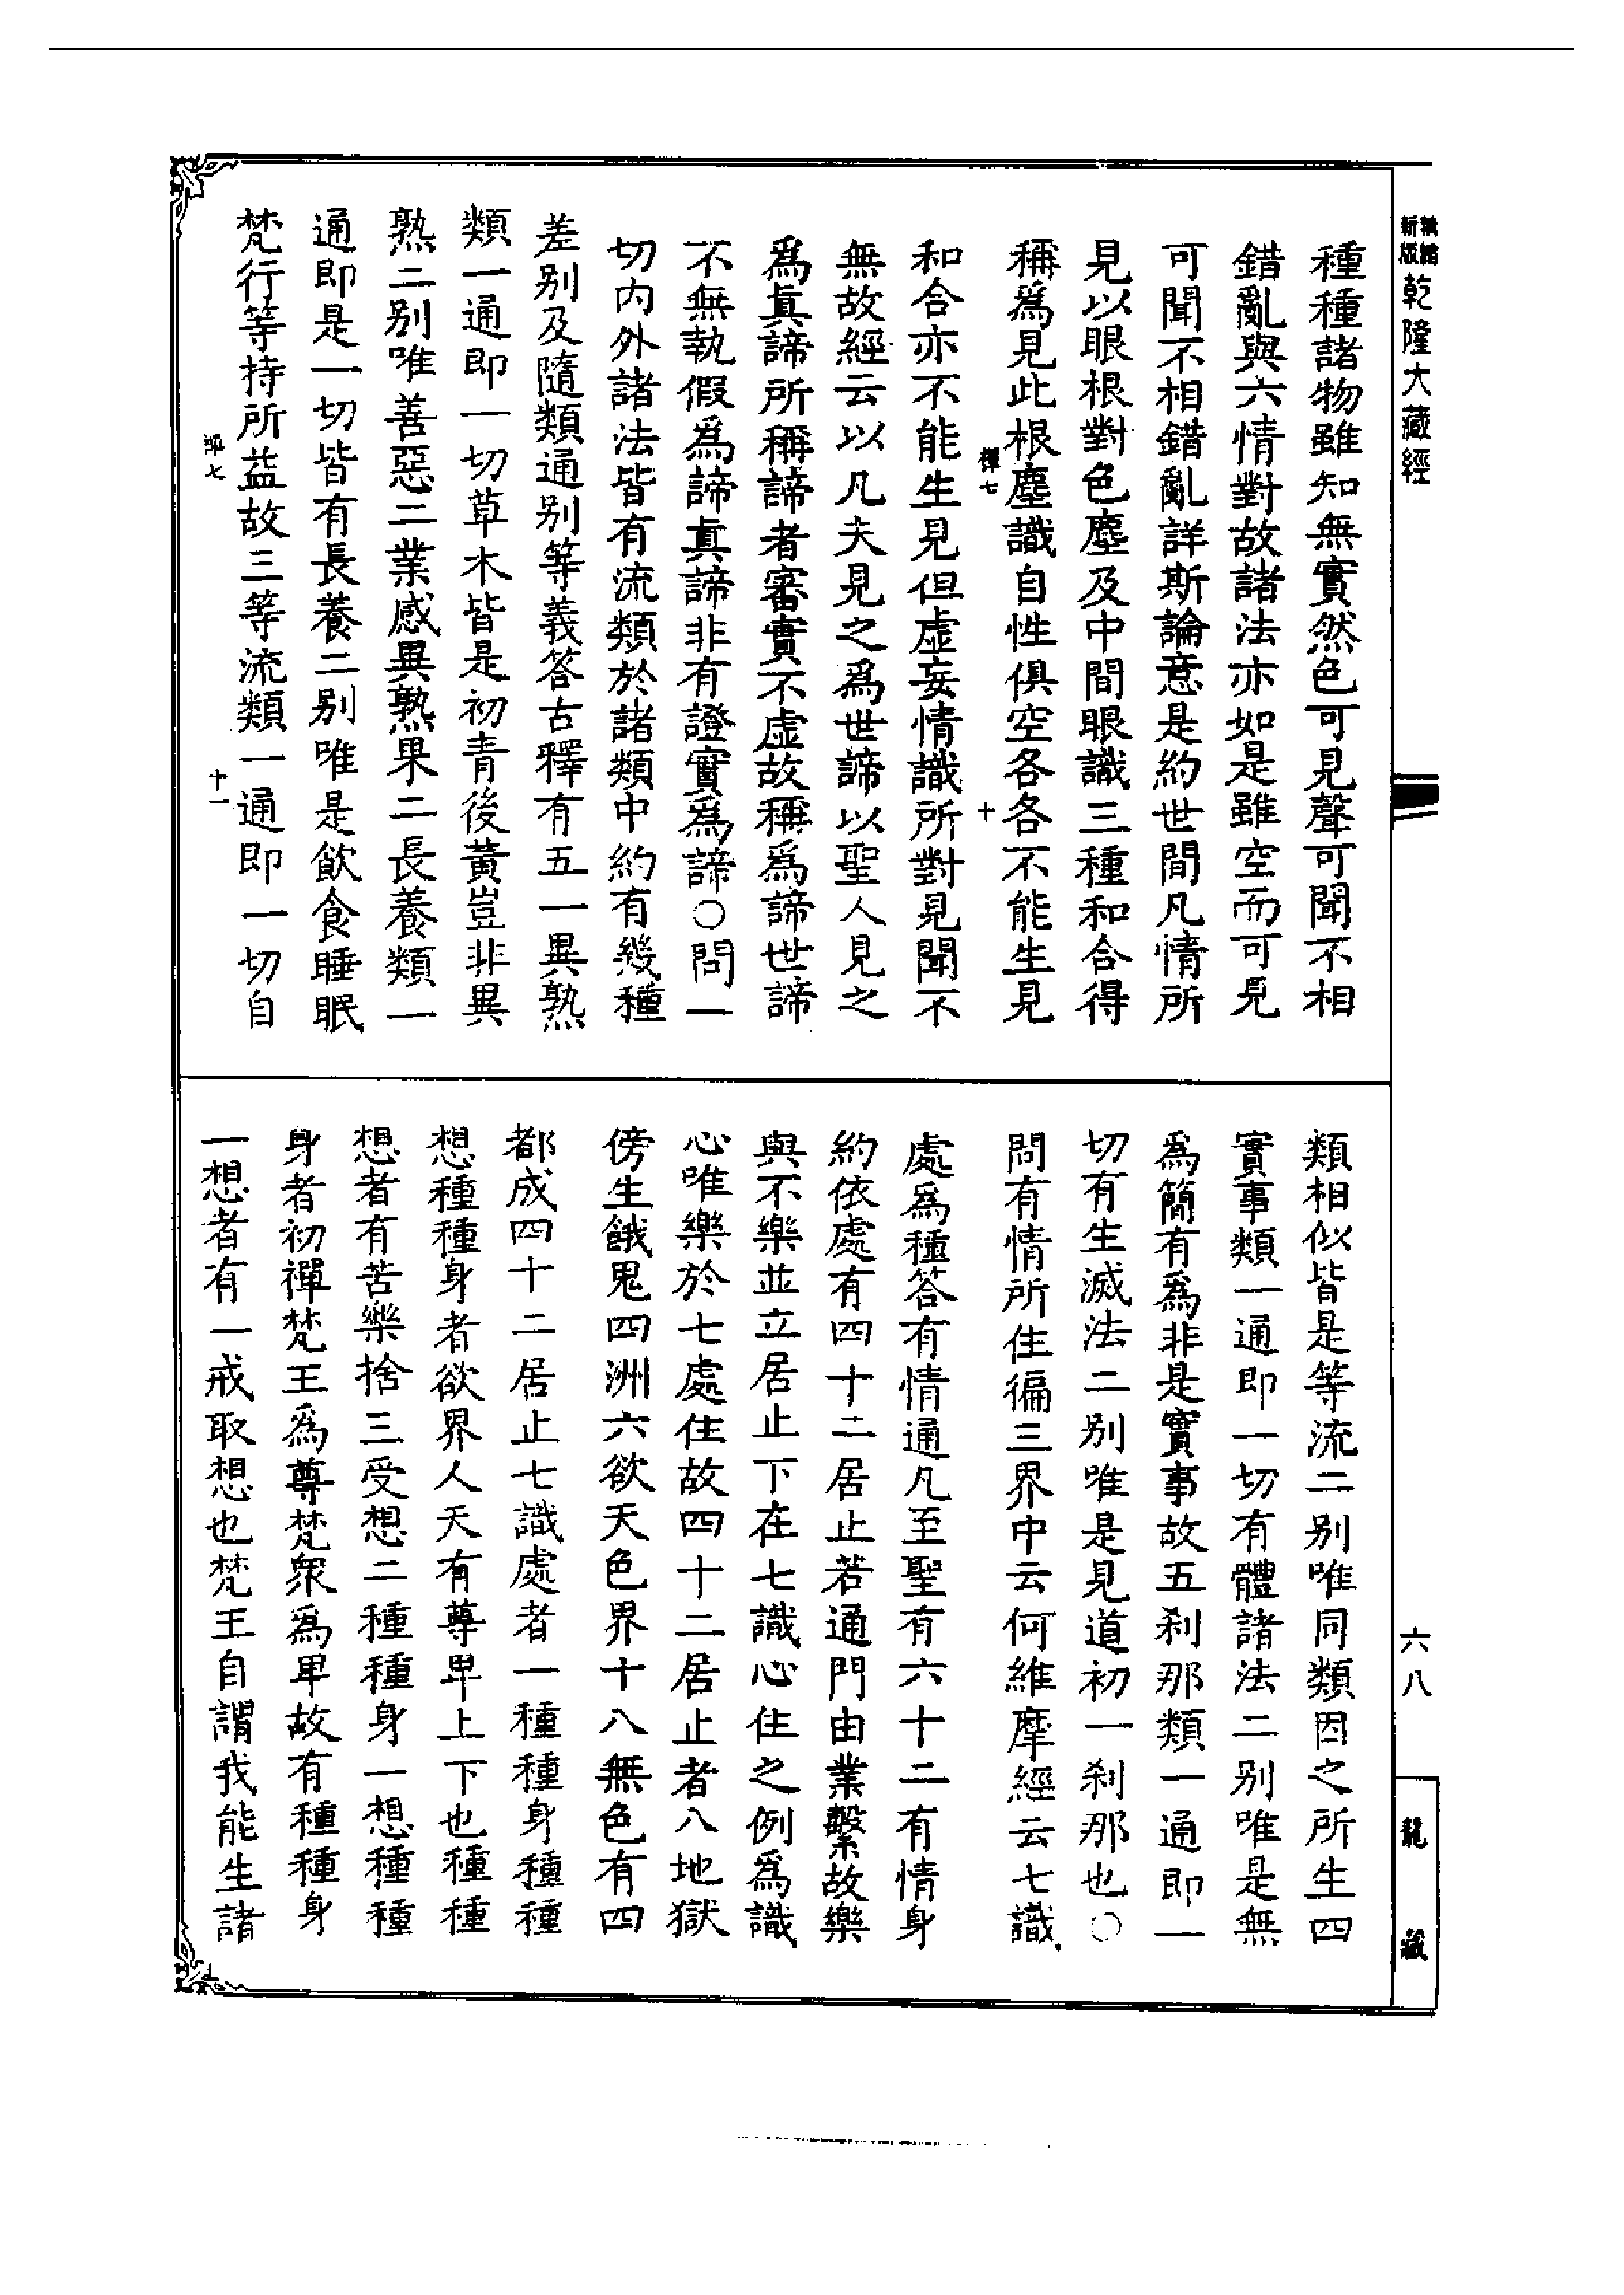 精繕
新版
乾隆大藏經
種種諸物雖知無實然色可見聲可聞不相
錯亂與六情對故諸法亦如是雖空而可見
可聞不相錯亂詳斯論意是約世間凡情所
見以眼根對色塵及中間眼識三種和合得
稱爲見此根塵識自性俱空各各不能生見
禪七
十
和合亦不能生見但虛妄情識所對見聞不
無故經云以凡夫見之爲世諦以聖人見之
爲真諦所稱諦者審實不虛故稱爲諦世諦
不無執假爲諦真諦非有證實爲諦〇問一
切內外諸法皆有流類於諸類中約有幾種
差別及隨類通別等義答古釋有五一異熟
類一通即一切草木皆是初青後黃豈非異
熟二別唯善惡二業感異熟果二長養類一
通即是一切皆有長養二別唯是飲食睡眠
梵行等持所益故三等流類一通即一切自
禪七
十一
類相似皆是等流二別唯同類因之所生四
實事類一通即一切有體諸法二別唯是無
爲簡有爲非是實事故五剎那類一通即一
切有生滅法二別唯是見道初一剎那也〇
問有情所住徧三界中云何維摩經云七識
處爲種答有情通凡至聖有六十二有情身
約依處有四十二居止若通門由業繫故樂
與不樂並立居止下在七識心住之例爲識
心唯樂於七處住故四十二居止者八地獄
傍生餓鬼四洲六欲天色界十八無色有四
都成四十二居止七識處者一種種身種種
想種種身者欲界人天有尊卑上下也種種
想者有苦樂捨三受想二種種身一想種種
身者初禪梵王爲尊梵衆爲卑故有種種身
一想者有一戒取想也梵王自謂我能生諸
六八
龍藏